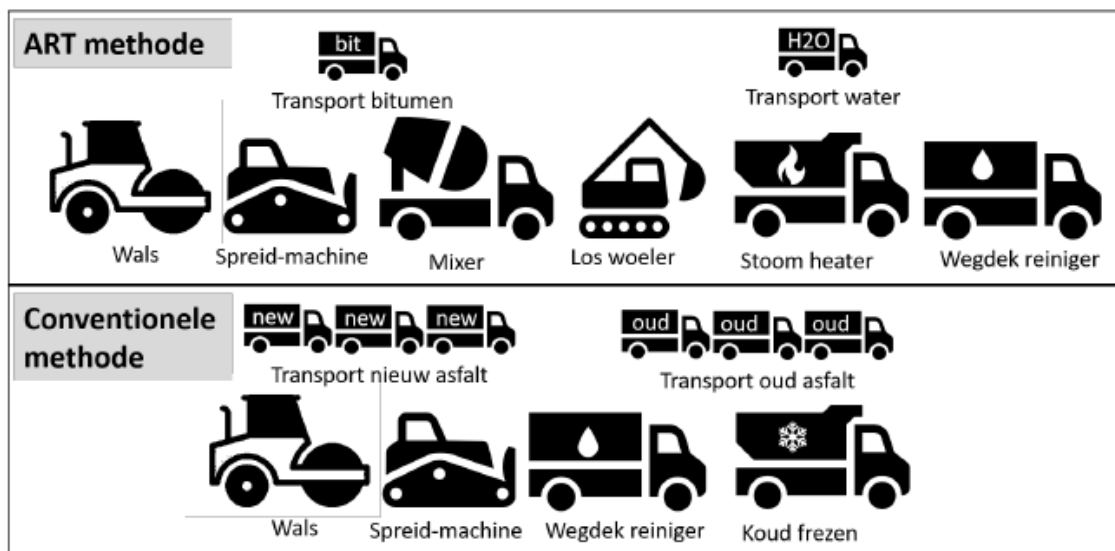 ART methode
bit
H2O
Transport bitumen
Transport water
Wals
Spreid-machine
Mixer
Los woeler
Stoom heater
Wegdek reiniger
Conventionele
methode
new new new
oud oud oud
Transport nieuw asfalt
Transport oud asfalt
Wals
Spreid-machine
Wegdek reiniger
Koud frezen